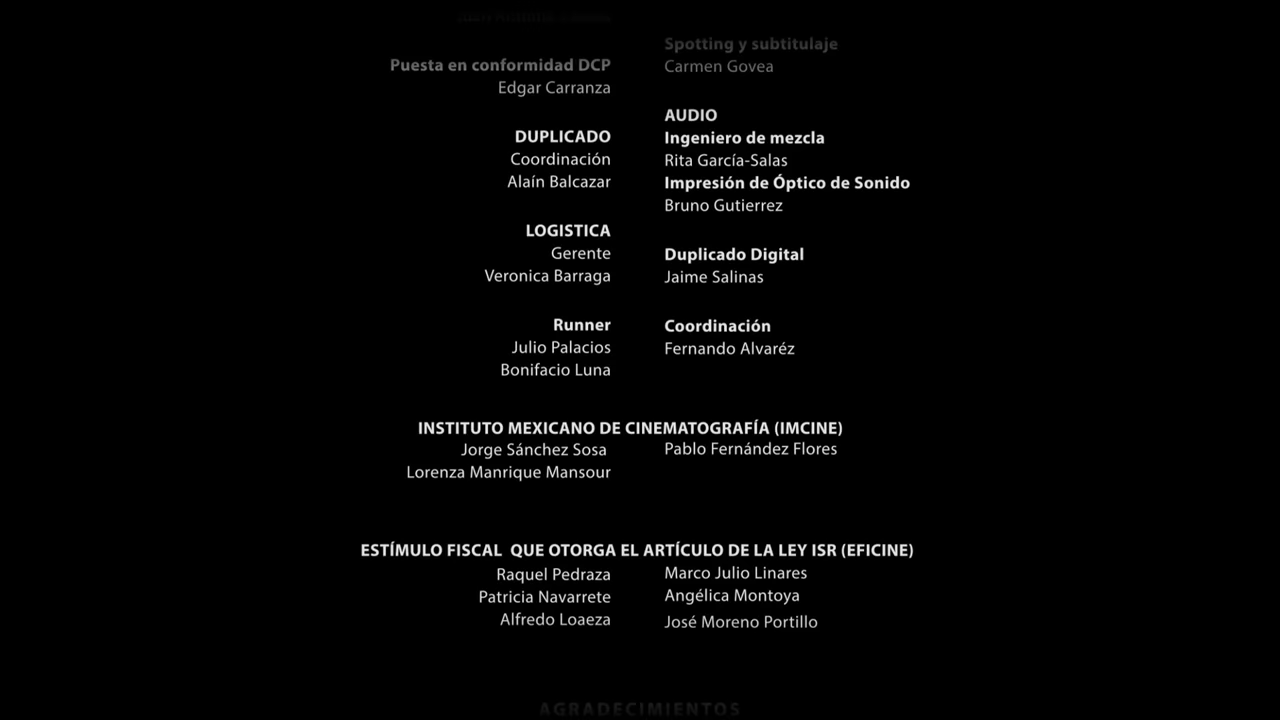 Puesta en conformidad DCP
Edgar Carranza
DUPLICADO
Coordinación
Alaín Balcazar
LOGISTICA
Gerente
Veronica Barraga
Runner
Julio Palacios
Bonifacio Luna
Spotting y subtitulaje
Carmen Govea
AUDIO
Ingeniero de mezcla
Rita García-Salas
Impresión de Óptico de Sonido
Bruno Gutierrez
Duplicado Digital
Jaime Salinas
Coordinación
Fernando Alvaréz
INSTITUTO MEXICANO DE CINEMATOGRAFÍA (IMCINE)
Jorge Sánchez Sosa
Lorenza Manrique Mansour
Pablo Fernández Flores
ESTÍMULO FISCAL QUE OTORGA EL ARTÍCULO DE LA LEY ISR (EFICINE)
Raquel Pedraza
Patricia Navarrete
Alfredo Loaeza
Marco Julio Linares
Angélica Montoya
José Moreno Portillo
AGRADECIMIENTOS